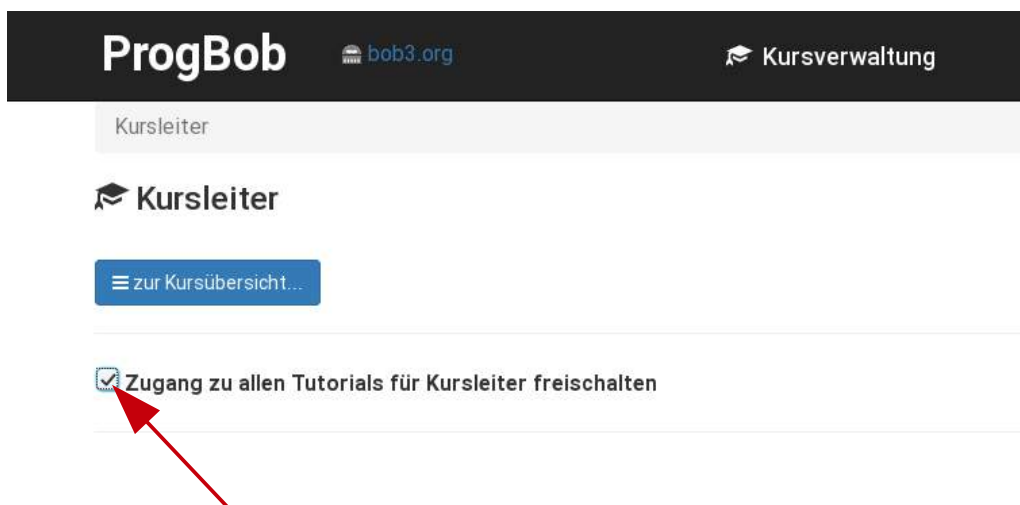 ProgBob bob3.org Kursverwaltung
Kursleiter
Kursleiter
zur Kursübersicht...
Zugang zu allen Tutorials für Kursleiter freischalten